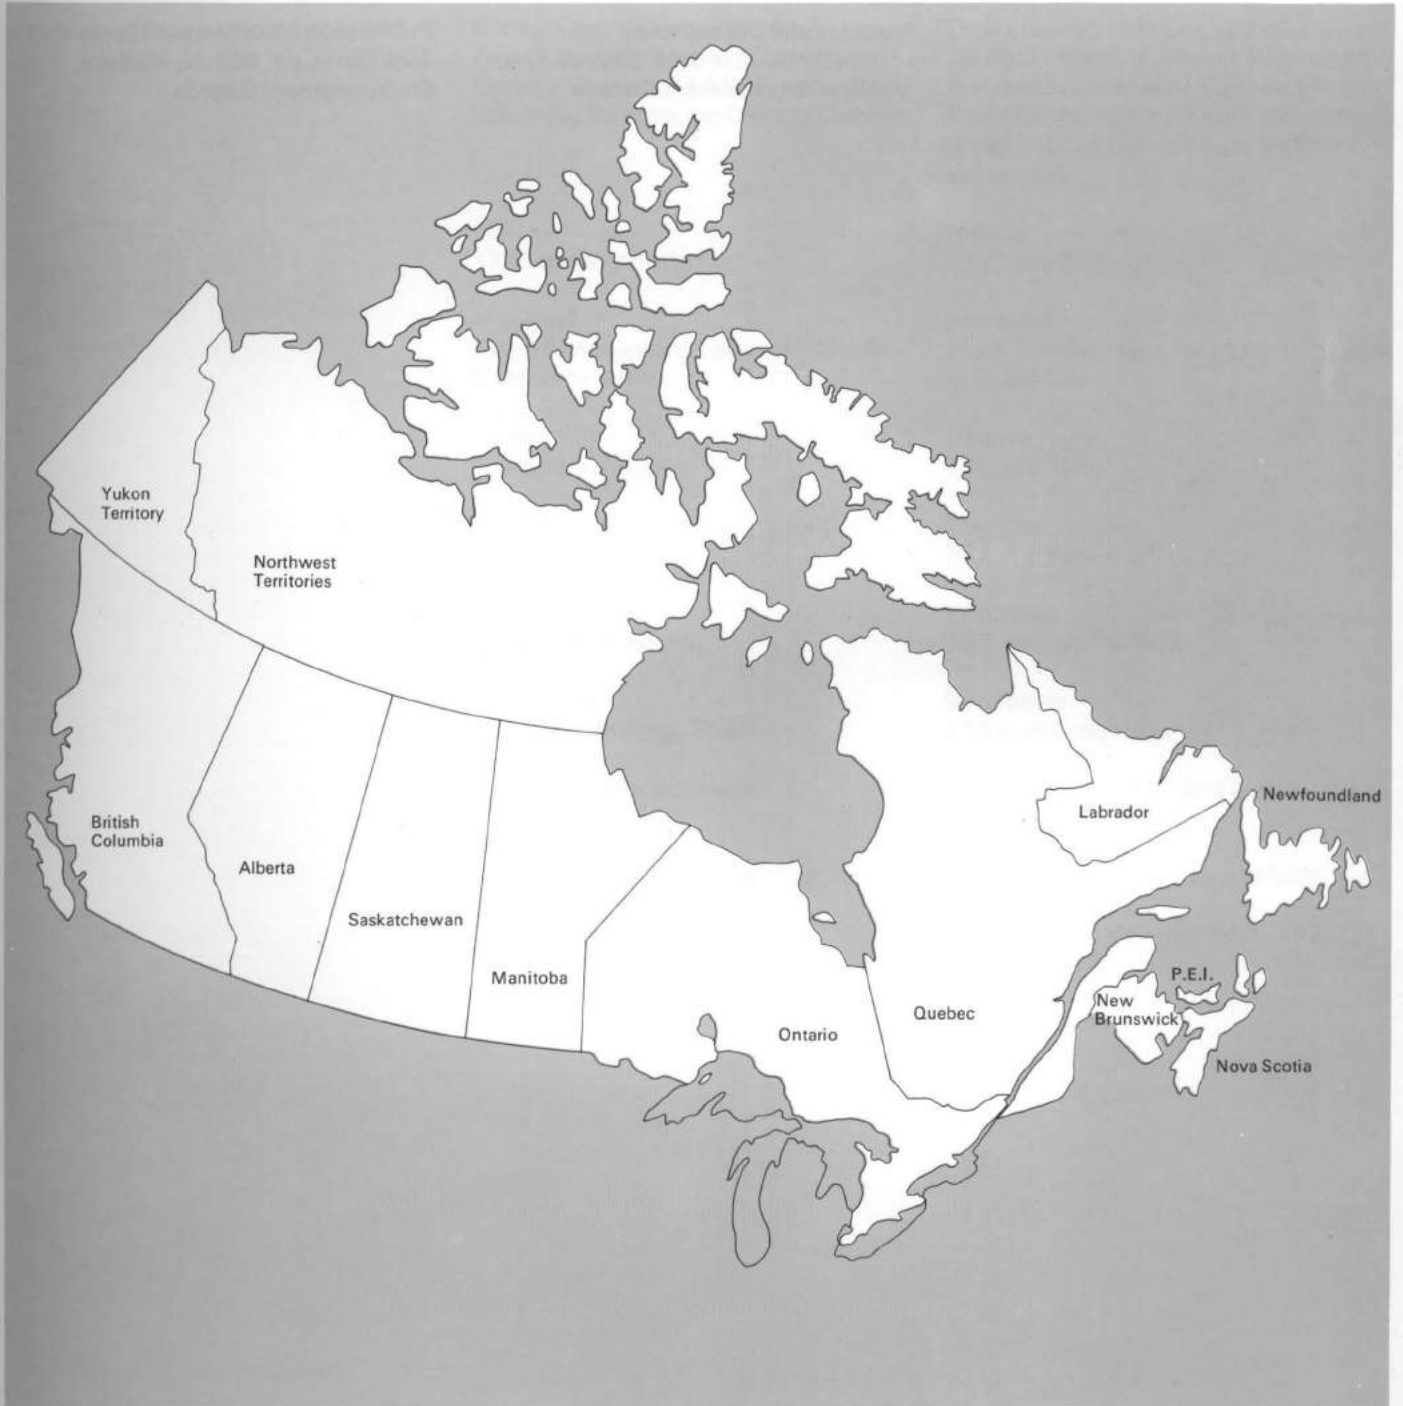 Yukon
Territory
Northwest
Territories
British
Columbia
Alberta
Saskatchewan
Manitoba
Ontario
Quebec
Labrador
Newfoundland
P.E.I.
New
Brunswick
Nova Scotia